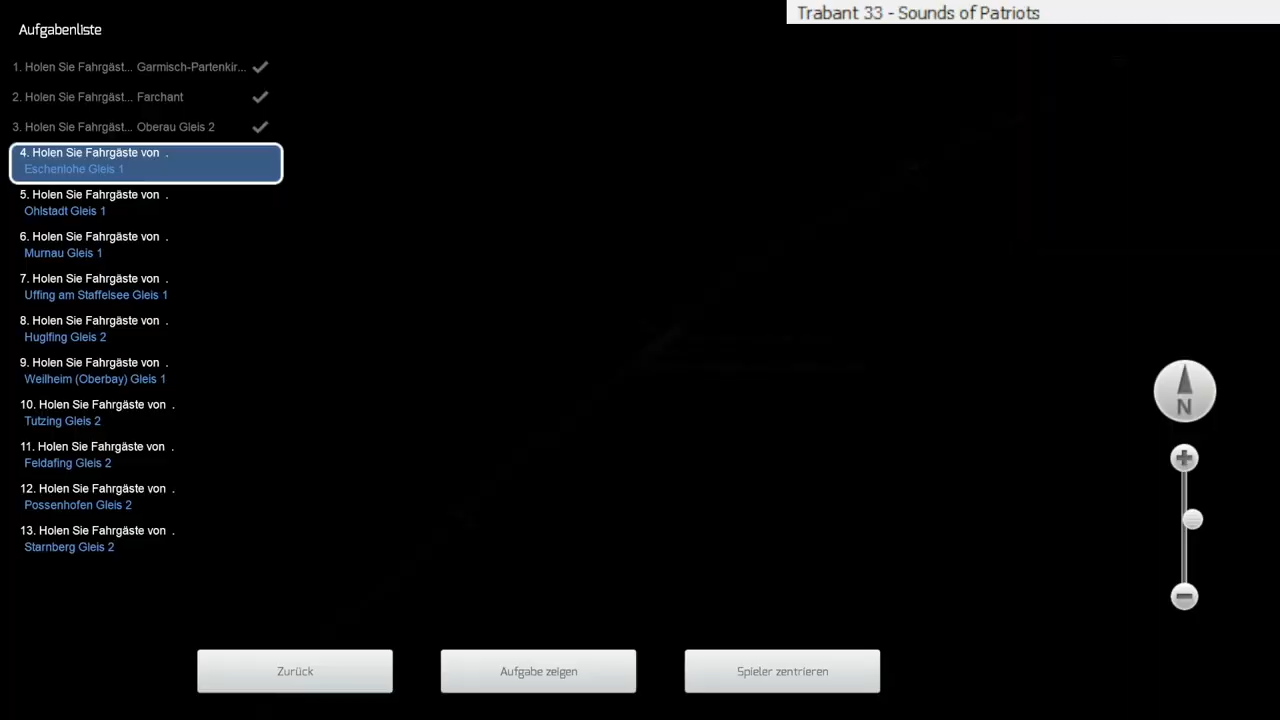 Trabant 33 - Sounds of Patriots
Aufgabenliste
1. Holen Sie Fahrgäst... Garmisch-Partenkir...
2. Holen Sie Fahrgäst... Farchant
3. Holen Sie Fahrgäst... Oberau Gleis 2
4. Holen Sie Fahrgäste von .
Eschenlohe Gleis 1
5. Holen Sie Fahrgäste von .
Ohlstadt Gleis 1
6. Holen Sie Fahrgäste von .
Murnau Gleis 1
7. Holen Sie Fahrgäste von .
Uffing am Staffelsee Gleis 1
8. Holen Sie Fahrgäste von .
Huglfing Gleis 2
9. Holen Sie Fahrgäste von .
Weilheim (Oberbay) Gleis 1
10. Holen Sie Fahrgäste von .
Tutzing Gleis 2
11. Holen Sie Fahrgäste von .
Feldafing Gleis 2
12. Holen Sie Fahrgäste von .
Possenhofen Gleis 2
13. Holen Sie Fahrgäste von .
Starnberg Gleis 2
N
Zurück
Aufgabe zeigen
Spieler zentrieren